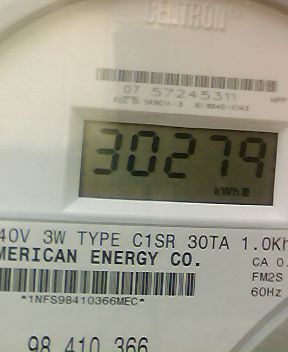 CENTRON®
07 57245311
30279
kWh
40V 3W TYPE C1SR 30TA 1.0Kh
MERICAN ENERGY CO.
CA 0.
FM2S
60Hz
*1NFS98410366MEC*
98 410 366